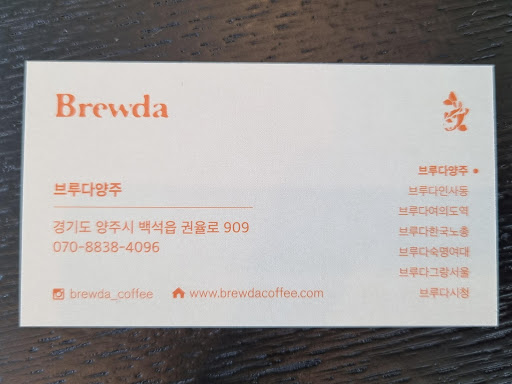 Brewda
브루다양주
경기도 양주시 백석읍 권율로 909
070-8838-4096
brewda_coffee
www.brewdacoffee.com
브루다양주
브루다인사동
브루다여의도역
브루다한국노총
브루다숙명여대
브루다그랑서울
브루다시청